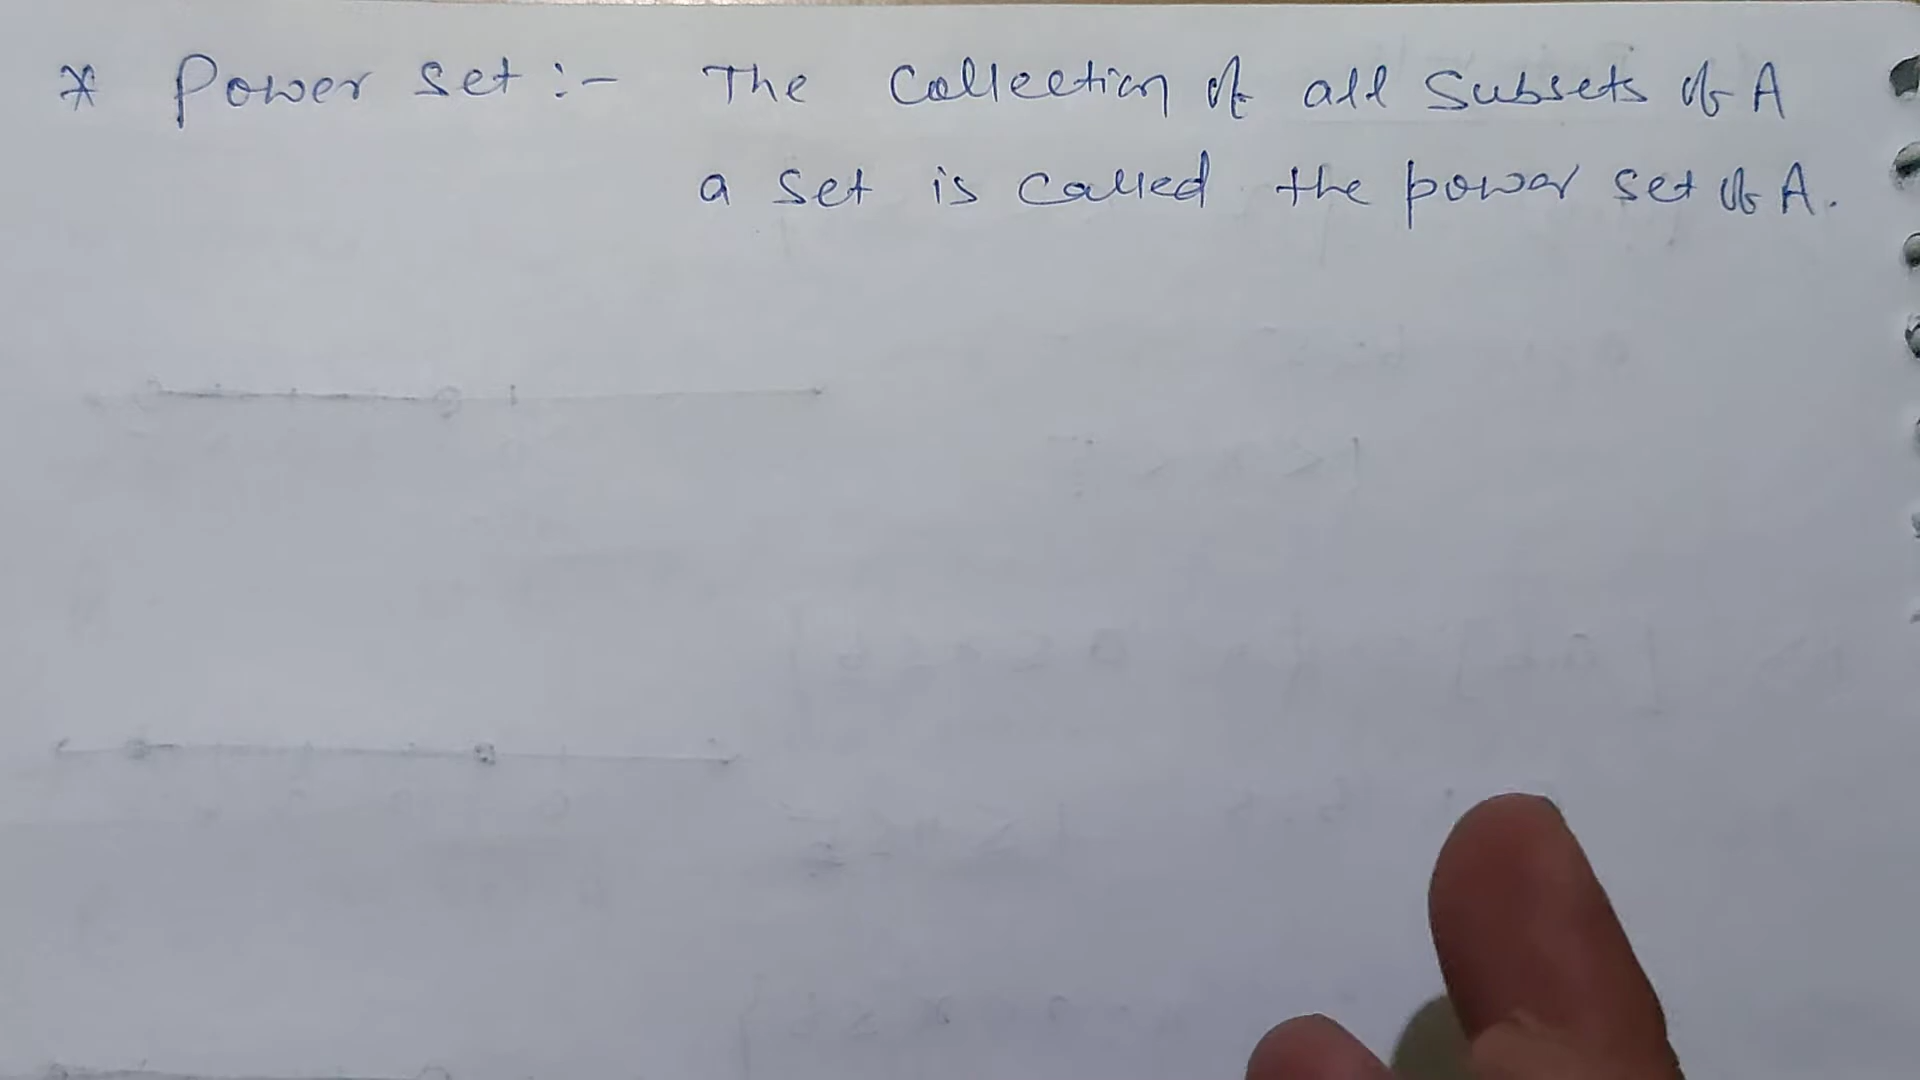 * Power set :- The Collection of all Subsets of A
a set is called the power set of A.